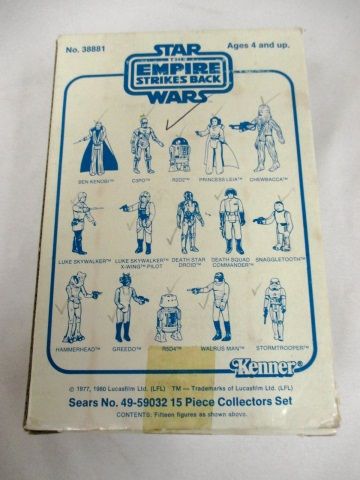 No. 38881
STAR
THE
EMPIRE
STRIKES BACK
WARS
Ages 4 and up.
BEN KENOBI™
C3PO™
R2D2™
PRINCESS LEIA™
CHEWBACCA™
LUKE SKYWALKER™
LUKE SKYWALKER™
X-WING PILOT
DEATH STAR
DROID™
DEATH SQUAD
COMMANDER™
SNAGGLETOOTH™
HAMMERHEAD™
GREEDO™
R5D4™
WALRUS MAN™
STORMTROOPER™
Kenner
© 1977, 1980 Lucasfilm Ltd. (LFL) TM — Trademarks of Lucasfilm Ltd. (LFL)
Sears No. 49-59032 15 Piece Collectors Set
CONTENTS: Fifteen figures as shown above.